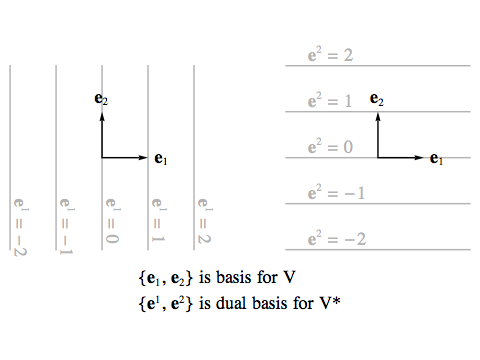 e² = 2
e² = 1
e₂
e₂
e² = 0
e₁
e₁
e² = −1
e² = −2
e¹ = −2
e¹ = −1
e¹ = 0
e¹ = 1
e¹ = 2
{e₁, e₂} is basis for V
{e¹, e²} is dual basis for V*